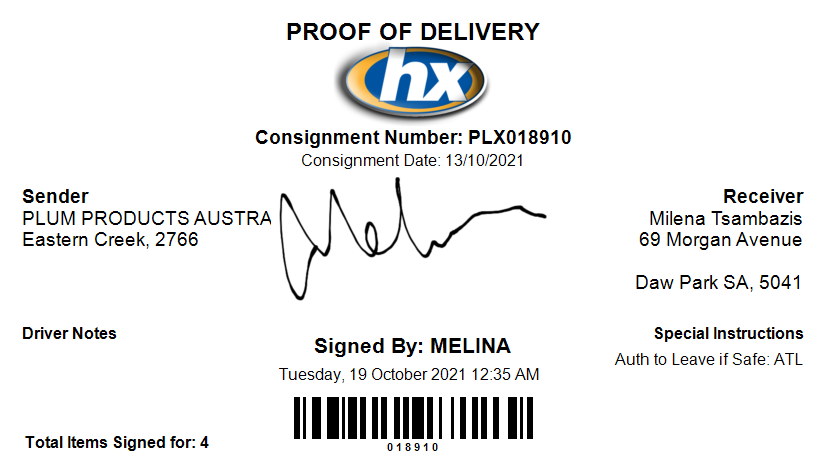 PROOF OF DELIVERY
hx
Consignment Number: PLX018910
Consignment Date: 13/10/2021
Sender
PLUM PRODUCTS AUSTRA
Eastern Creek, 2766
Melin
Receiver
Milena Tsambazis
69 Morgan Avenue
Daw Park SA, 5041
Driver Notes
Signed By: MELINA
Tuesday, 19 October 2021 12:35 AM
Special Instructions
Auth to Leave if Safe: ATL
018910
Total Items Signed for: 4